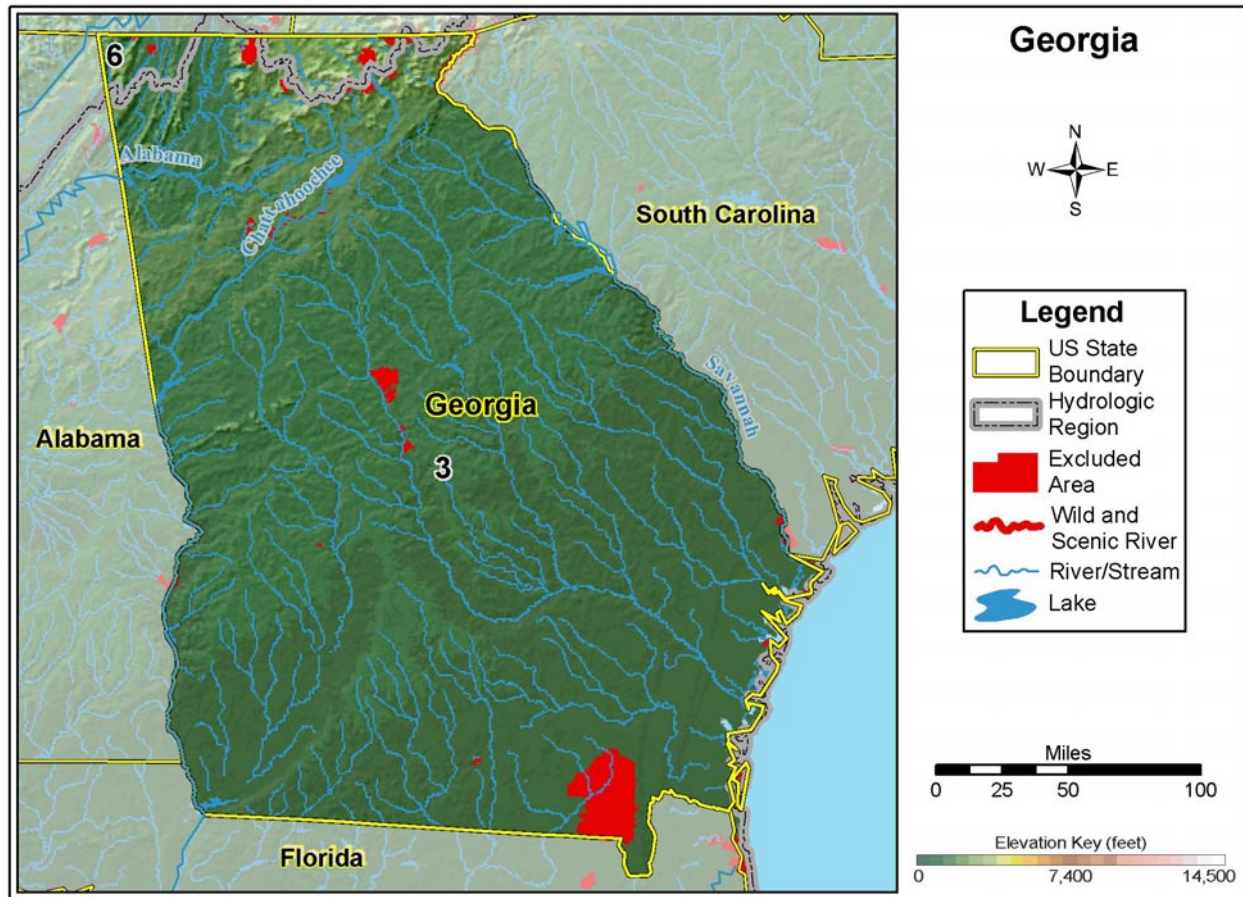 Georgia
6
Alabama
Chattahoochee
South Carolina
Savannah
Georgia
3
Alabama
Florida
N
W E
S
Legend
US State
Boundary
Hydrologic
Region
Excluded
Area
Wild and
Scenic River
River/Stream
Lake
Miles
0 25 50 100
Elevation Key (feet)
0 7,400 14,500